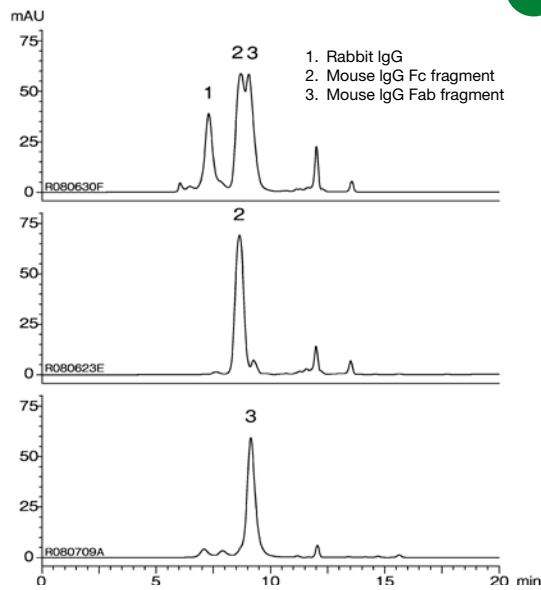 mAU
75
2 3
1. Rabbit IgG
2. Mouse IgG Fc fragment
3. Mouse IgG Fab fragment
1
50
25
0
R080630F
75
2
50
25
0
R080623E
75
3
50
25
0
R080709A
0 5 10 15 20 min